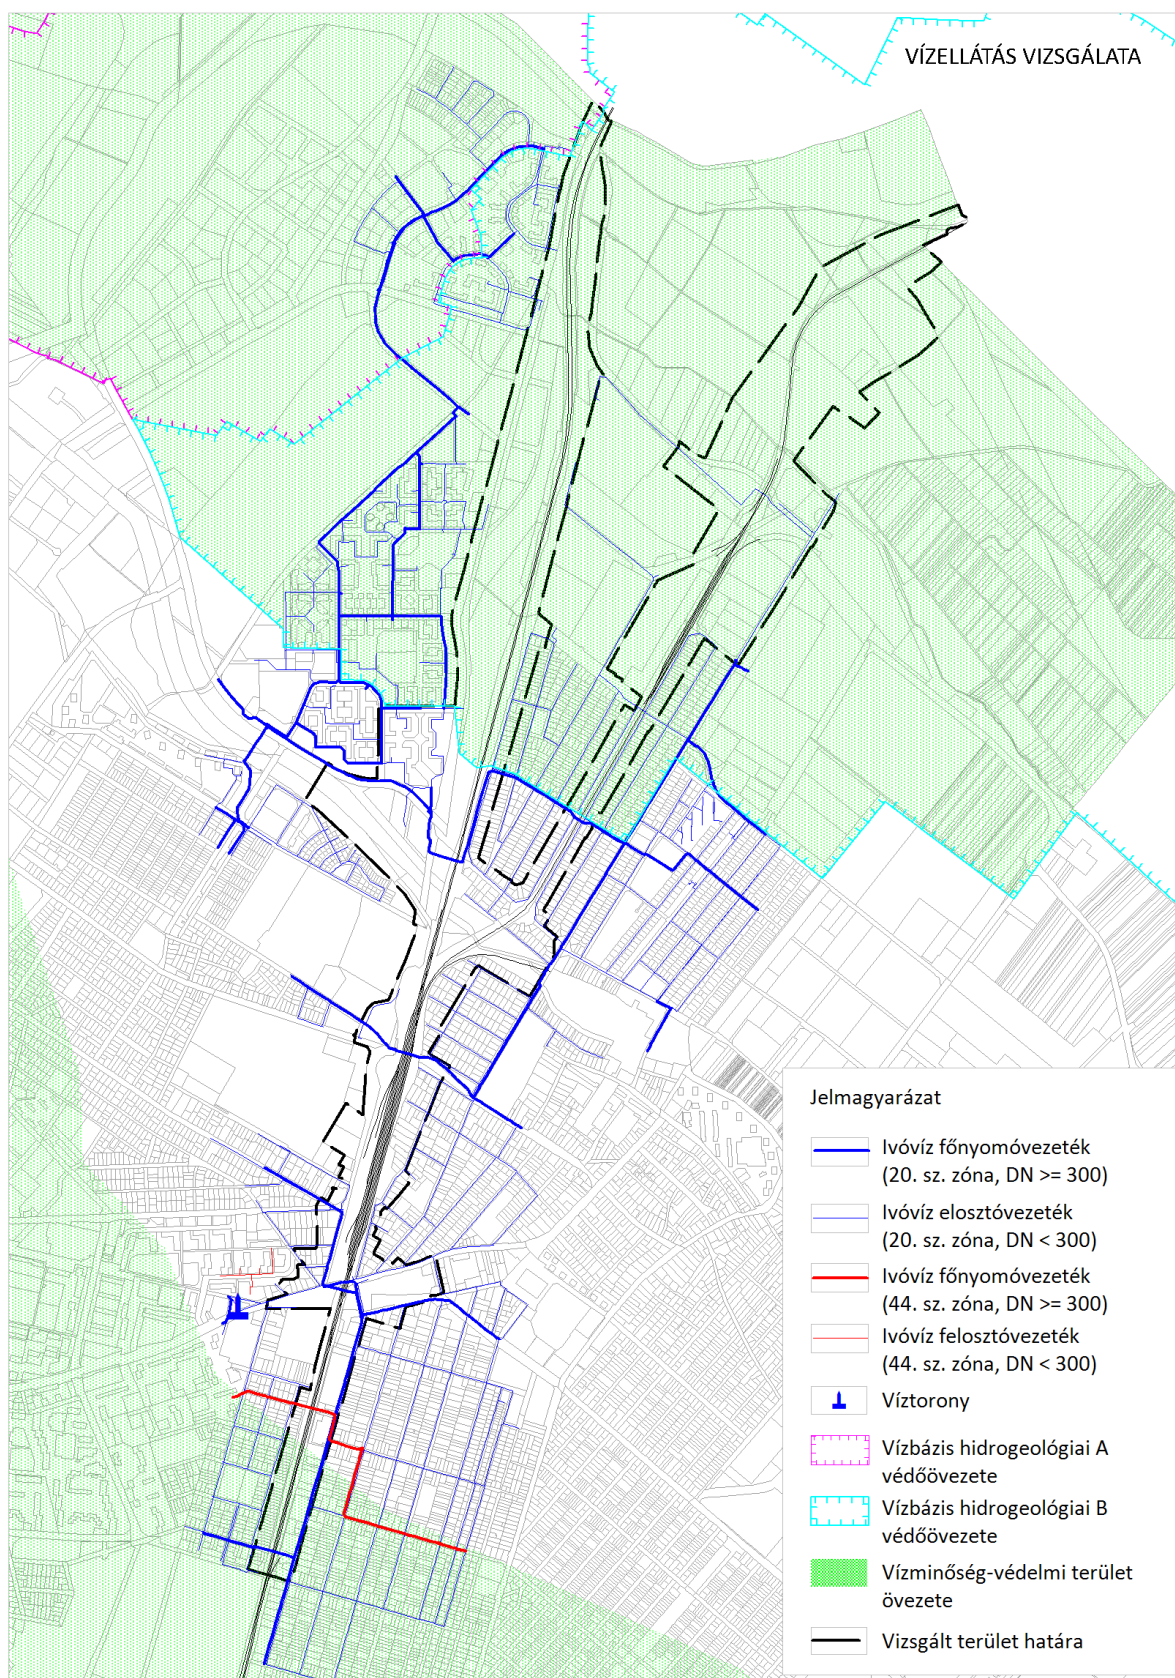 VÍZELLÁTÁS VIZSGÁLATA
Jelmagyarázat
Ivóvíz főnyomóvezeték
(20. sz. zóna, DN >= 300)
Ivóvíz elosztóvezeték
(20. sz. zóna, DN < 300)
Ivóvíz főnyomóvezeték
(44. sz. zóna, DN >= 300)
Ivóvíz felosztóvezeték
(44. sz. zóna, DN < 300)
Víztorony
Vízbázis hidrogeológiai A
védőövezete
Vízbázis hidrogeológiai B
védőövezete
Vízminőség-védelmi terület
övezete
Vizsgált terület határa